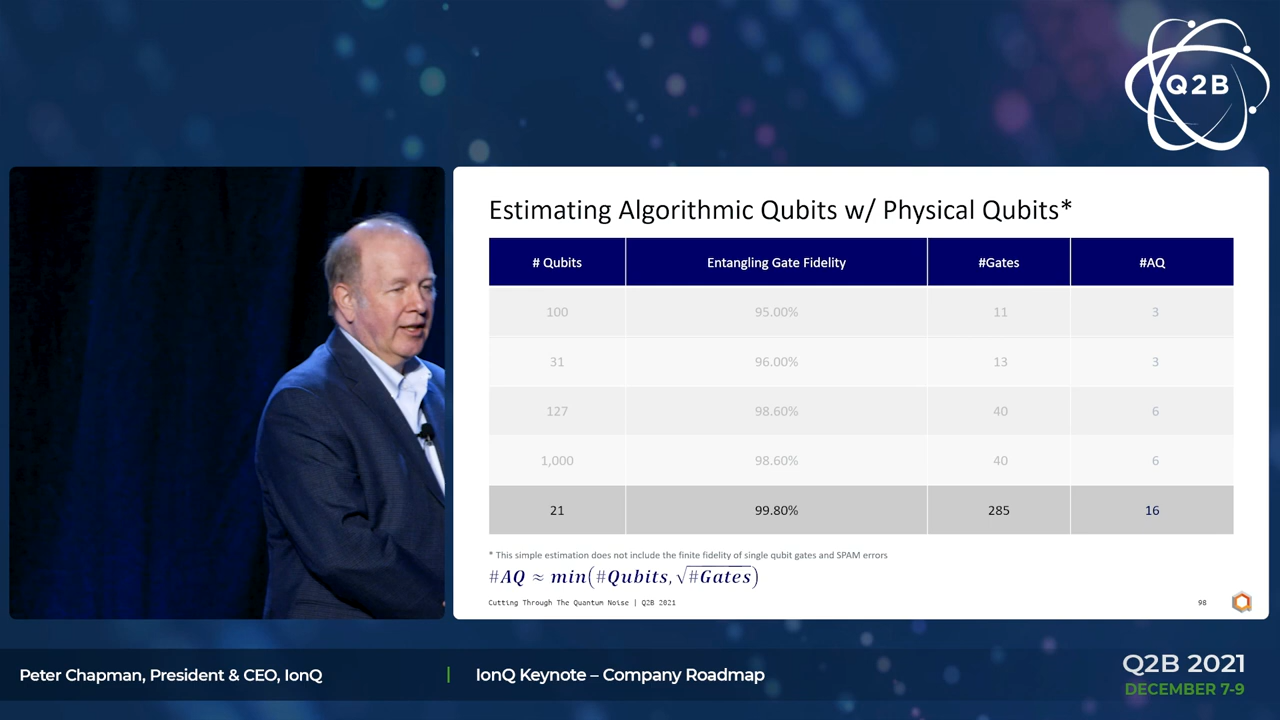 Q2B
Estimating Algorithmic Qubits w/ Physical Qubits*
# Qubits Entangling Gate Fidelity #Gates #AQ
100 95.00% 11 3
31 96.00% 13 3
127 98.60% 40 6
1,000 98.60% 40 6
21 99.80% 285 16
* This simple estimation does not include the finite fidelity of single qubit gates and SPAM errors
#AQ ≈ min(#Qubits, √#Gates)
Cutting Through The Quantum Noise | Q2B 2021 98
Peter Chapman, President & CEO, IonQ | IonQ Keynote – Company Roadmap
Q2B 2021
DECEMBER 7-9